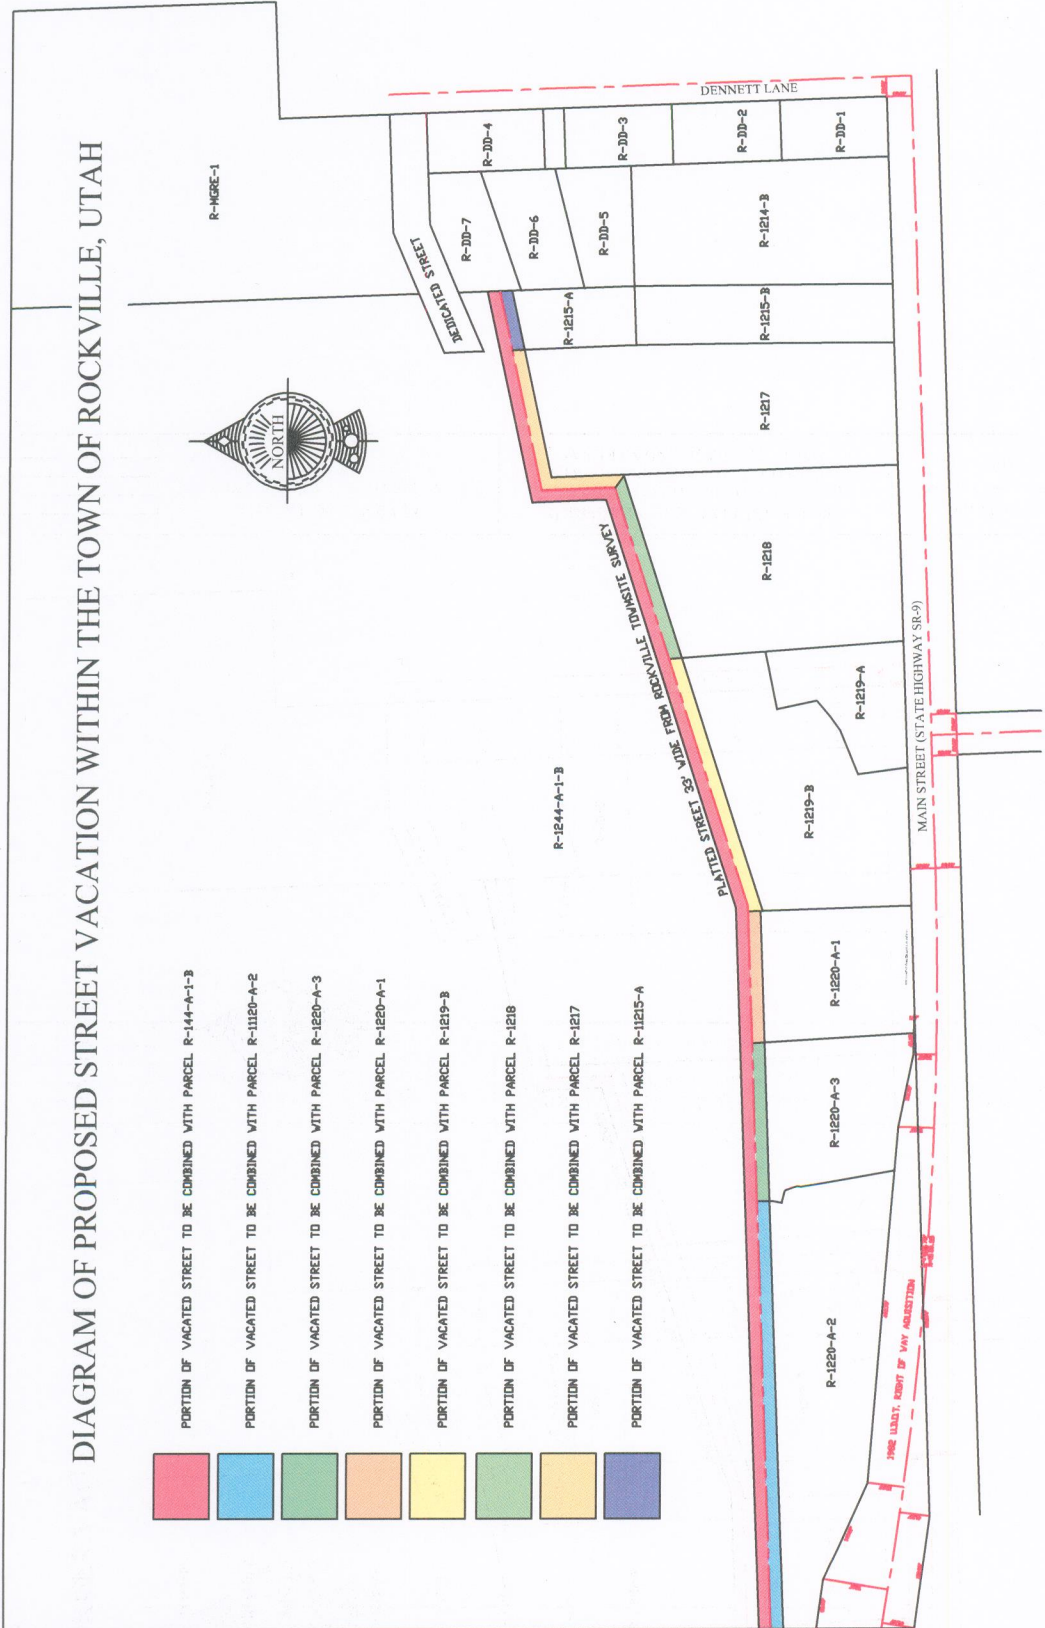 DIAGRAM OF PROPOSED STREET VACATION WITHIN THE TOWN OF ROCKVILLE, UTAH
PORTION OF VACATED STREET TO BE COMBINED WITH PARCEL R-144-A-1-B
PORTION OF VACATED STREET TO BE COMBINED WITH PARCEL R-11120-A-2
PORTION OF VACATED STREET TO BE COMBINED WITH PARCEL R-1220-A-3
PORTION OF VACATED STREET TO BE COMBINED WITH PARCEL R-1220-A-1
PORTION OF VACATED STREET TO BE COMBINED WITH PARCEL R-1219-B
PORTION OF VACATED STREET TO BE COMBINED WITH PARCEL R-1218
PORTION OF VACATED STREET TO BE COMBINED WITH PARCEL R-1217
PORTION OF VACATED STREET TO BE COMBINED WITH PARCEL R-11215-A
NORTH
R-MGRE-1
DEDICATED STREET
DENNETT LANE
R-DD-4
R-DD-3
R-DD-2
R-DD-1
R-DD-7
R-DD-6
R-DD-5
R-1214-B
R-1215-A
R-1215-B
R-1217
R-1218
PLATTED STREET 33' WIDE FROM ROCKVILLE TOWNSITE SURVEY
R-1244-A-1-B
R-1219-A
R-1219-B
R-1220-A-1
R-1220-A-3
R-1220-A-2
MAIN STREET (STATE HIGHWAY SR-9)
1982 U.D.O.T. RIGHT OF WAY